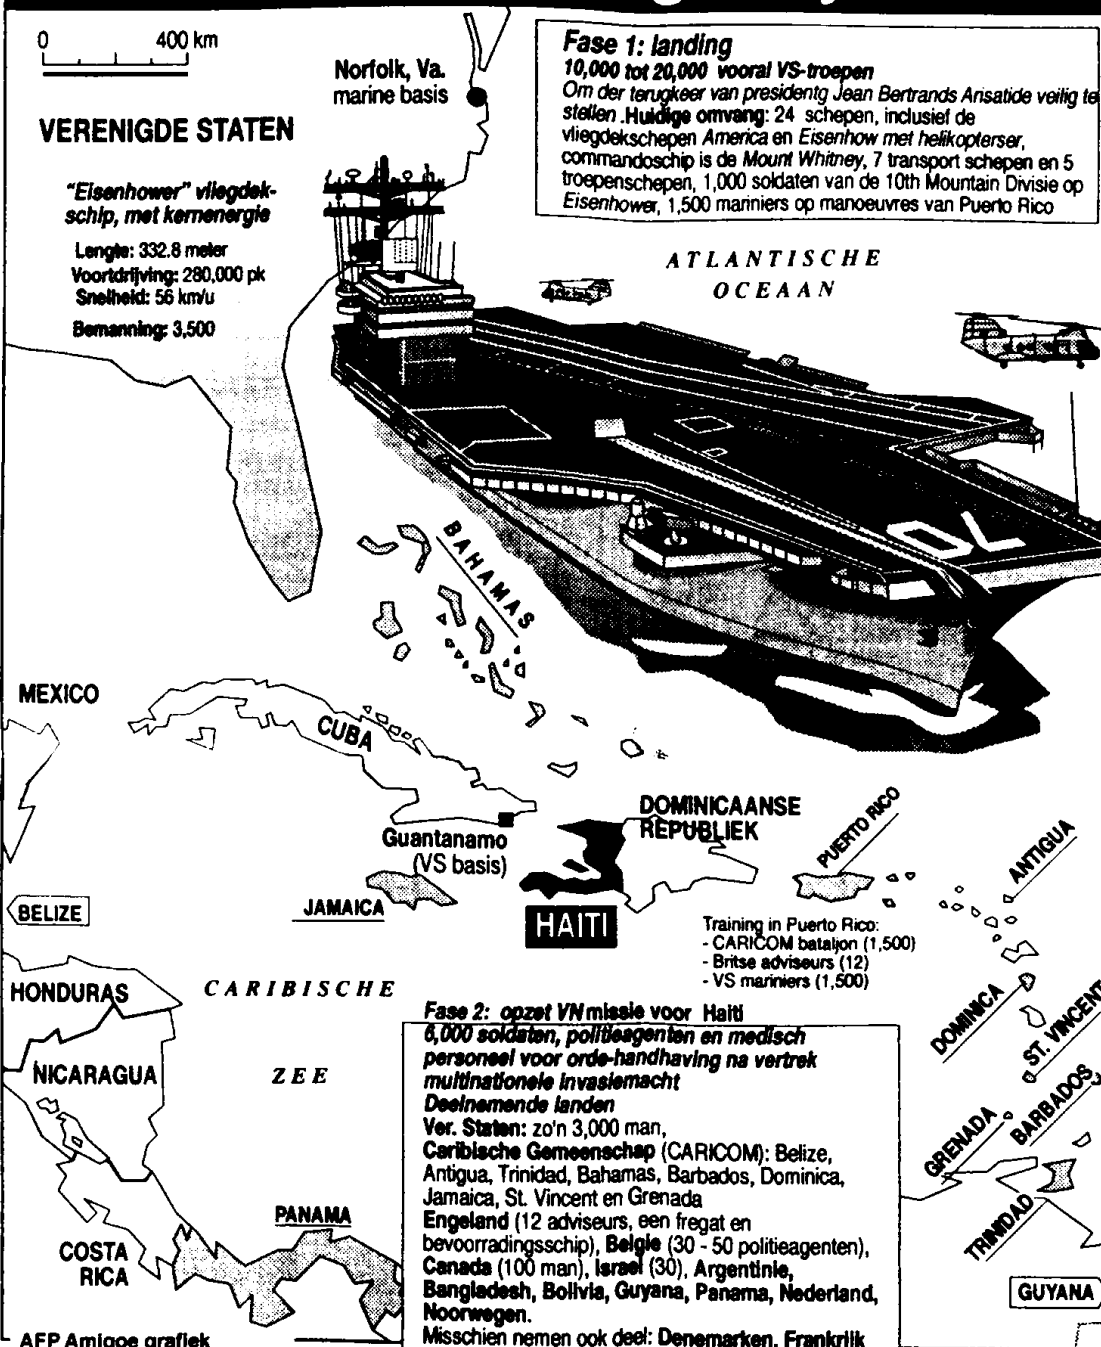 0 400 km
Norfolk, Va.
marine basis
VERENIGDE STATEN
"Eisenhower" vliegdek-
schip, met kernenergie
Lengte: 332.8 meter
Voortdrijving: 280,000 pk
Snelheid: 56 km/u
Bemanning: 3,500
Fase 1: landing
10,000 tot 20,000 vooral VS-troepen
Om der terugkeer van presidentg Jean Bertrands Arisatide veilig te
stellen .Huidige omvang: 24 schepen, inclusief de
vliegdekschepen America en Eisenhow met helikopterser,
commandoschip is de Mount Whitney, 7 transport schepen en 5
troepenschepen, 1,000 soldaten van de 10th Mountain Divisie op
Eisenhower, 1,500 mariniers op manoeuvres van Puerto Rico
ATLANTISCHE
OCEAAN
BAHAMAS
MEXICO
CUBA
Guantanamo
(VS basis)
DOMINICAANSE
REPUBLIEK
PUERTO RICO
ANTIGUA
BELIZE
JAMAICA
HAITI
Training in Puerto Rico:
- CARICOM bataljon (1,500)
- Britse adviseurs (12)
- VS mariniers (1,500)
HONDURAS
CARIBISCHE
ZEE
NICARAGUA
DOMINICA
ST. VINCENT
BARBADOS
GRENADA
TRINIDAD
GUYANA
PANAMA
COSTA
RICA
Fase 2: opzet VN missie voor Haiti
6,000 soldaten, politieagenten en medisch
personeel voor orde-handhaving na vertrek
multinationele invasiemacht
Deelnemende landen
Ver. Staten: zo'n 3,000 man,
Caribische Gemeenschap (CARICOM): Belize,
Antigua, Trinidad, Bahamas, Barbados, Dominica,
Jamaica, St. Vincent en Grenada
Engeland (12 adviseurs, een fregat en
bevoorradingsschip), Belgie (30 - 50 politieagenten),
Canada (100 man), Israel (30), Argentinie,
Bangladesh, Bolivia, Guyana, Panama, Nederland,
Noorwegen.
Misschien nemen ook deel: Denemarken, Frankrijk
AFP Amigoe grafiek